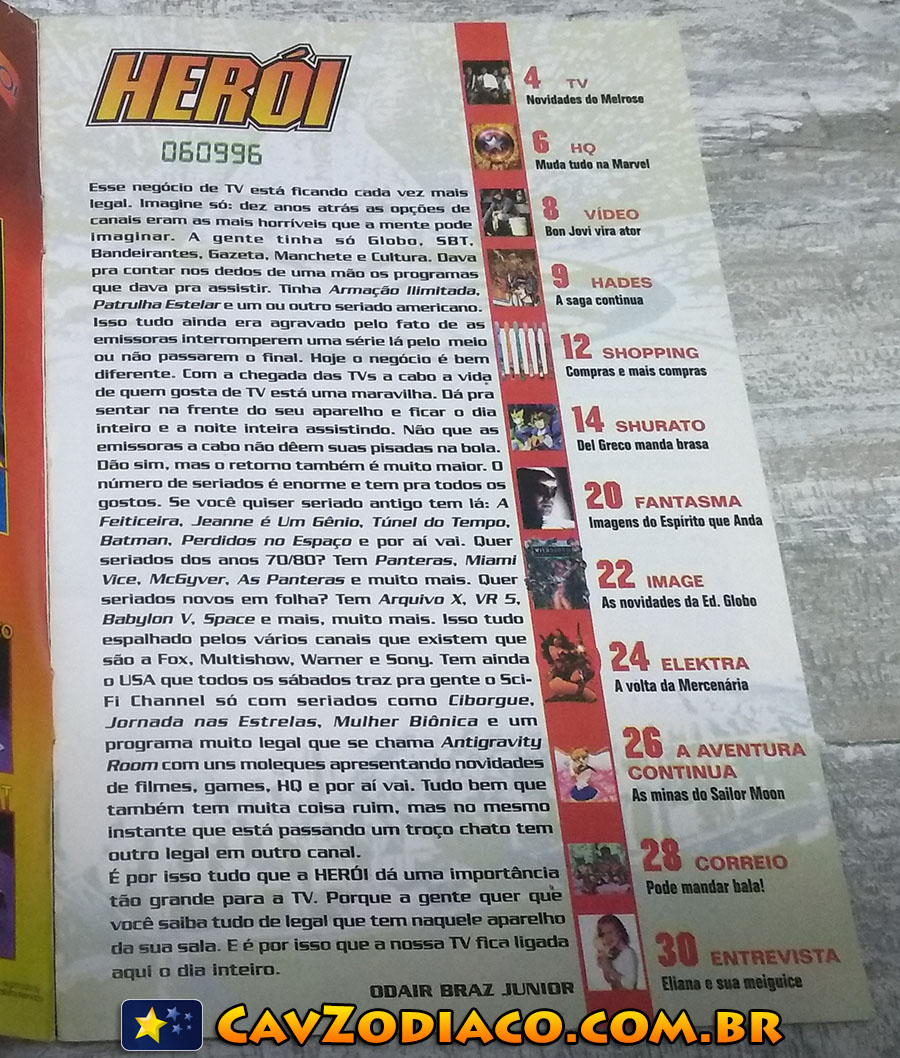 HERÓI
060996
Esse negócio de TV está ficando cada vez mais
legal. Imagine só: dez anos atrás as opções de
canais eram as mais horríveis que a mente pode
imaginar. A gente tinha só Globo, SBT,
Bandeirantes, Gazeta, Manchete e Cultura. Dava
pra contar nos dedos de uma mão os programas
que dava pra assistir. Tinha Armação Ilimitada,
Patrulha Estelar e um ou outro seriado americano.
Isso tudo ainda era agravado pelo fato de as
emissoras interromperem uma série lá pelo meio
ou não passarem o final. Hoje o negócio é bem
diferente. Com a chegada das TVs a cabo a vida
de quem gosta de TV está uma maravilha. Dá pra
sentar na frente do seu aparelho e ficar o dia
inteiro e a noite inteira assistindo. Não que as
emissoras a cabo não dêem suas pisadas na bola.
Dão sim, mas o retorno também é muito maior. O
número de seriados é enorme e tem pra todos os
gostos. Se você quiser seriado antigo tem lá: A
Feiticeira, Jeanne é Um Gênio, Túnel do Tempo,
Batman, Perdidos no Espaço e por aí vai. Quer
seriados dos anos 70/80? Tem Panteras, Miami
Vice, McGyver, As Panteras e muito mais. Quer
seriados novos em folha? Tem Arquivo X, VR 5,
Babylon V, Space e mais, muito mais. Isso tudo
espalhado pelos vários canais que existem que
são a Fox, Multishow, Warner e Sony. Tem ainda
o USA que todos os sábados traz pra gente o Sci-
Fi Channel só com seriados como Ciborgue,
Jornada nas Estrelas, Mulher Biônica e um
programa muito legal que se chama Antigravity
Room com uns moleques apresentando novidades
de filmes, games, HQ e por aí vai. Tudo bem que
também tem muita coisa ruim, mas no mesmo
instante que está passando um troço chato tem
outro legal em outro canal.
É por isso tudo que a HERÓI dá uma importância
tão grande para a TV. Porque a gente quer que
você saiba tudo de legal que tem naquele aparelho
da sua sala. E é por isso que a nossa TV fica ligada
aqui o dia inteiro.
ODAIR BRAZ JUNIOR
4 TV
Novidades do Melrose
6 HQ
Muda tudo na Marvel
8 VÍDEO
Bon Jovi vira ator
9 HADES
A saga continua
12 SHOPPING
Compras e mais compras
14 SHURATO
Del Greco manda brasa
20 FANTASMA
Imagens do Espírito que Anda
22 IMAGE
As novidades da Ed. Globo
24 ELEKTRA
A volta da Mercenária
26 A AVENTURA
CONTINUA
As minas do Sailor Moon
28 CORREIO
Pode mandar bala!
30 ENTREVISTA
Eliana e sua meiguice
CAVZODIACO.COM.BR